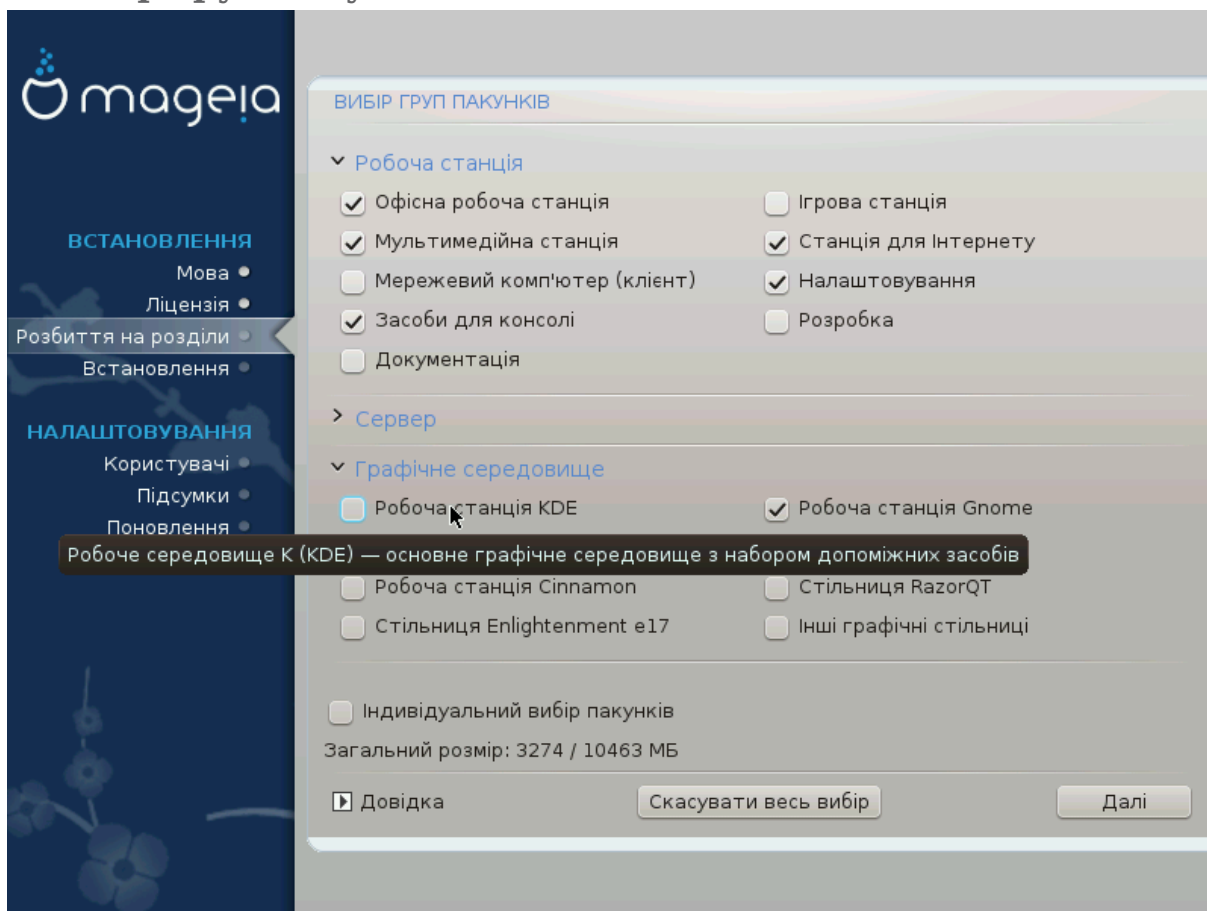 mageia
ВСТАНОВЛЕННЯ
Мова
Ліцензія
Розбиття на розділи
Встановлення
НАЛАШТОВУВАННЯ
Користувачі
Підсумки
Поновлення
ВИБІР ГРУП ПАКУНКІВ
Робоча станція
Офісна робоча станція
Ігрова станція
Мультимедійна станція
Станція для Інтернету
Мережевий комп'ютер (клієнт)
Налаштовування
Засоби для консолі
Розробка
Документація
Сервер
Графічне середовище
Робоча станція KDE
Робоча станція Gnome
Робоче середовище K (KDE) — основне графічне середовище з набором допоміжних засобів
Робоча станція Cinnamon
Стільниця RazorQT
Стільниця Enlightenment e17
Інші графічні стільниці
Індивідуальний вибір пакунків
Загальний розмір: 3274 / 10463 МБ
Довідка
Скасувати весь вибір
Далі